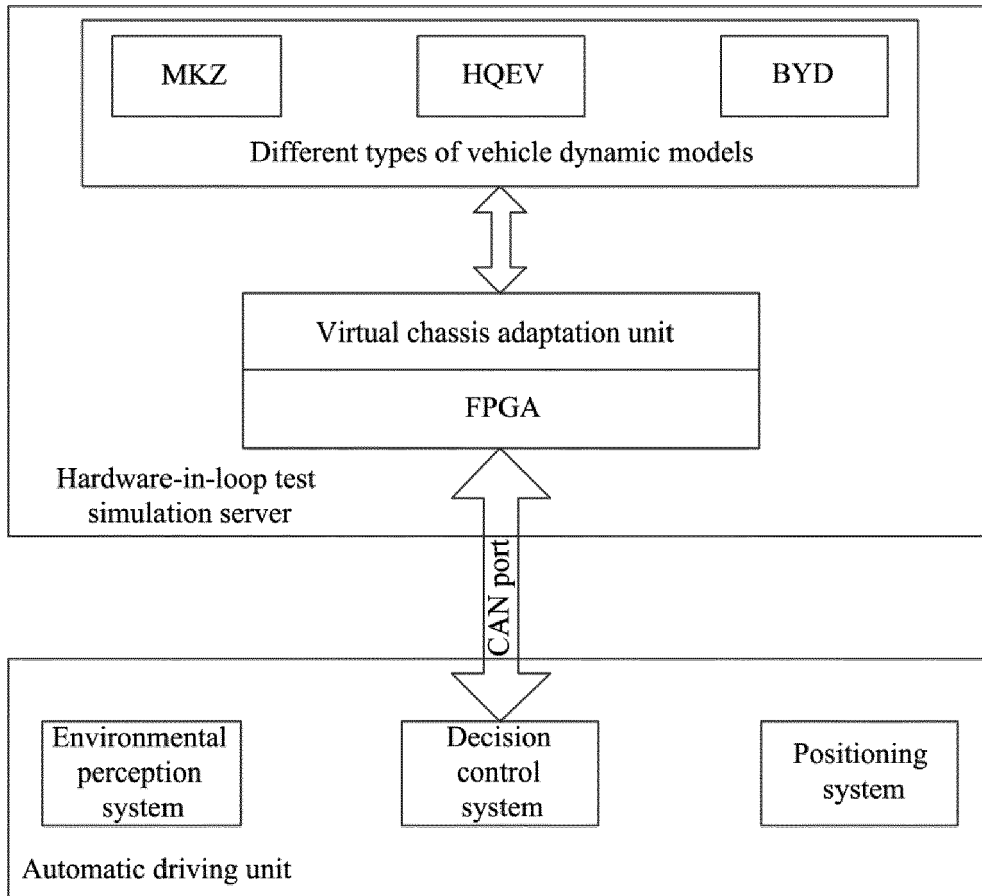 MKZ
HQEV
BYD
Different types of vehicle dynamic models
Virtual chassis adaptation unit
FPGA
Hardware-in-loop test
simulation server
CAN port
Environmental
perception
system
Decision
control
system
Positioning
system
Automatic driving unit